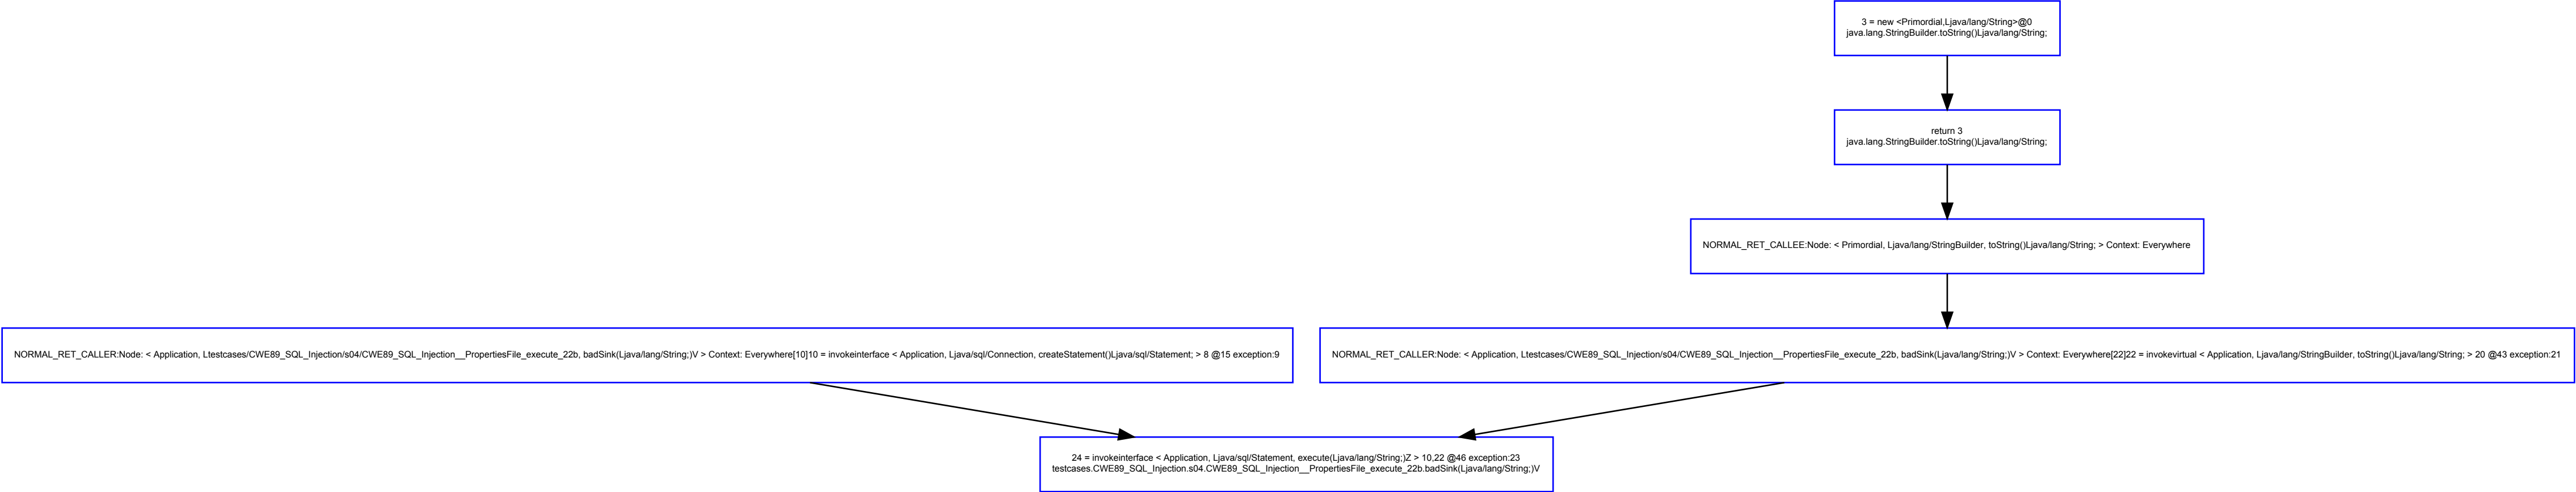 3 = new <Primordial,Ljava/lang/String>@0
java.lang.StringBuilder.toString()Ljava/lang/String;
return 3
java.lang.StringBuilder.toString()Ljava/lang/String;
NORMAL_RET_CALLEE:Node: < Primordial, Ljava/lang/StringBuilder, toString()Ljava/lang/String; > Context: Everywhere
NORMAL_RET_CALLER:Node: < Application, Ltestcases/CWE89_SQL_Injection/s04/CWE89_SQL_Injection__PropertiesFile_execute_22b, badSink(Ljava/lang/String;)V > Context: Everywhere[10]10 = invokeinterface < Application, Ljava/sql/Connection, createStatement()Ljava/sql/Statement; > 8 @15 exception:9
NORMAL_RET_CALLER:Node: < Application, Ltestcases/CWE89_SQL_Injection/s04/CWE89_SQL_Injection__PropertiesFile_execute_22b, badSink(Ljava/lang/String;)V > Context: Everywhere[22]22 = invokevirtual < Application, Ljava/lang/StringBuilder, toString()Ljava/lang/String; > 20 @43 exception:21
24 = invokeinterface < Application, Ljava/sql/Statement, execute(Ljava/lang/String;)Z > 10,22 @46 exception:23
testcases.CWE89_SQL_Injection.s04.CWE89_SQL_Injection__PropertiesFile_execute_22b.badSink(Ljava/lang/String;)V